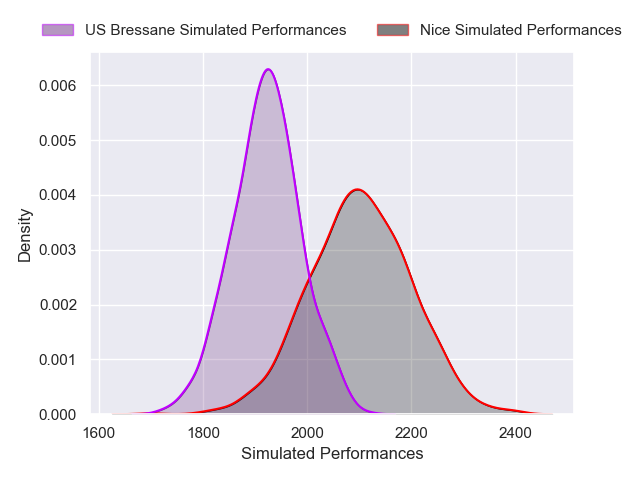 US Bressane Simulated Performances
Nice Simulated Performances
0.006
0.005
0.004
0.003
0.002
0.001
0.000
Density
1600 1800 2000 2200 2400
Simulated Performances